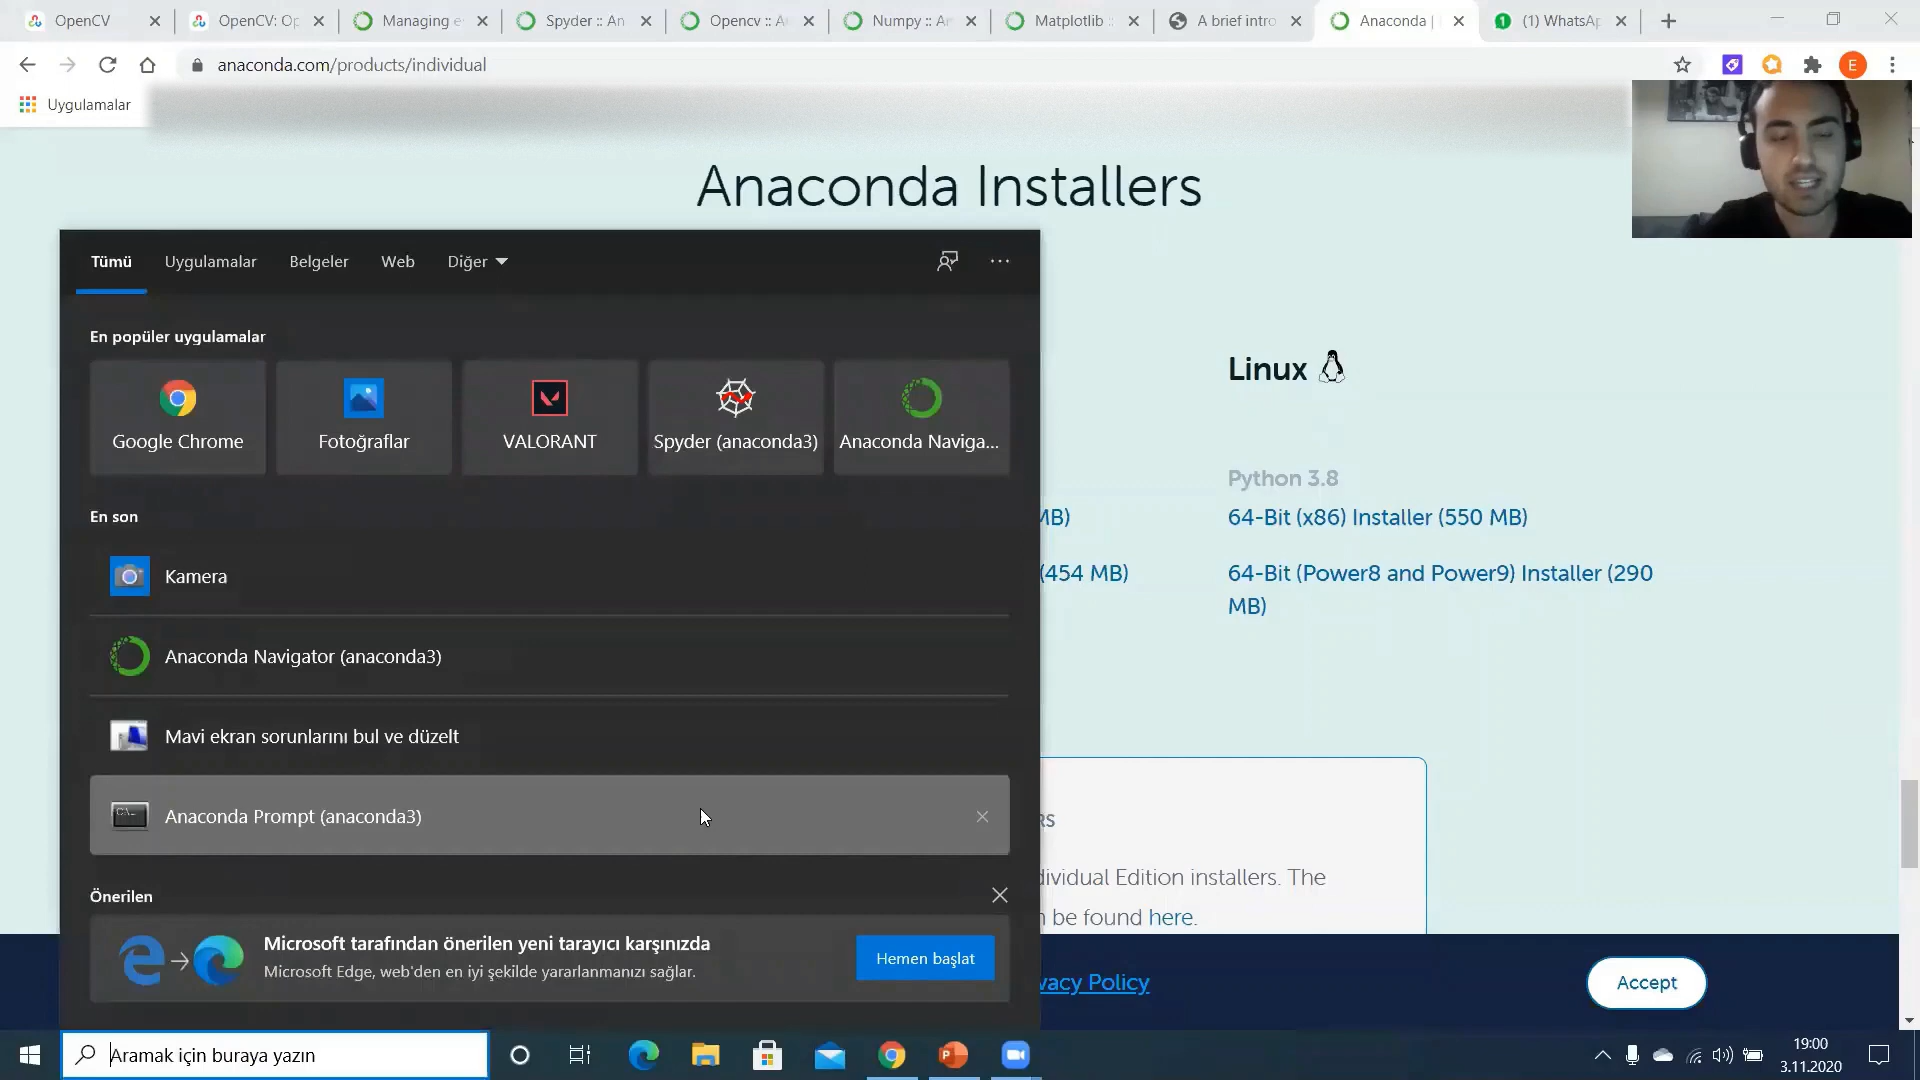 OpenCV
OpenCV: Op
Managing e
Spyder :: An
Opencv :: A
Numpy :: An
Matplotlib ::
A brief intro
Anaconda |
(1) WhatsAp
anaconda.com/products/individual
E
Uygulamalar
Anaconda Installers
Tümü
Uygulamalar
Belgeler
Web
Diğer
En popüler uygulamalar
Google Chrome
Fotoğraflar
VALORANT
Spyder (anaconda3)
Anaconda Naviga...
En son
Kamera
Anaconda Navigator (anaconda3)
Mavi ekran sorunlarını bul ve düzelt
Anaconda Prompt (anaconda3)
Önerilen
Microsoft tarafından önerilen yeni tarayıcı karşınızda
Microsoft Edge, web'den en iyi şekilde yararlanmanızı sağlar.
Hemen başlat
Linux
Python 3.8
MB)
64-Bit (x86) Installer (550 MB)
(454 MB)
64-Bit (Power8 and Power9) Installer (290
MB)
RS
dividual Edition installers. The
n be found here.
vacy Policy
Accept
Aramak için buraya yazın
19:00
3.11.2020